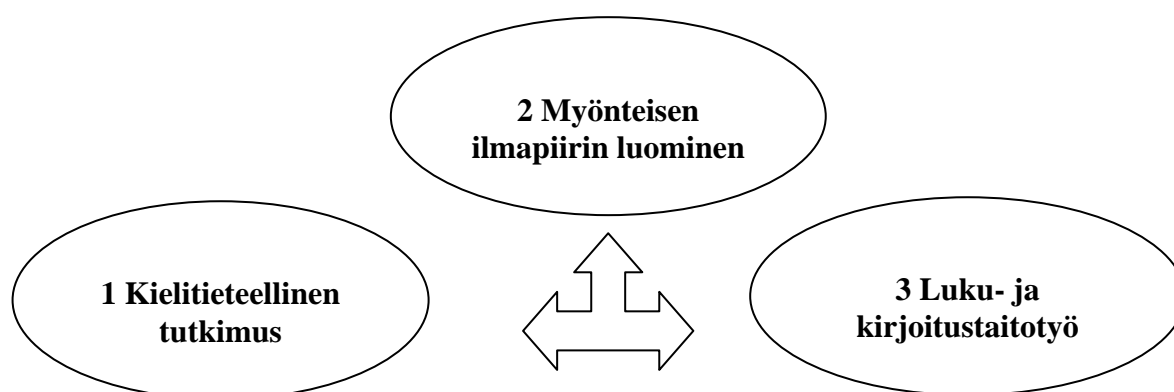 2 Myönteisen
ilmapiirin luominen
1 Kielitieteellinen
tutkimus
3 Luku- ja
kirjoitustaitotyö